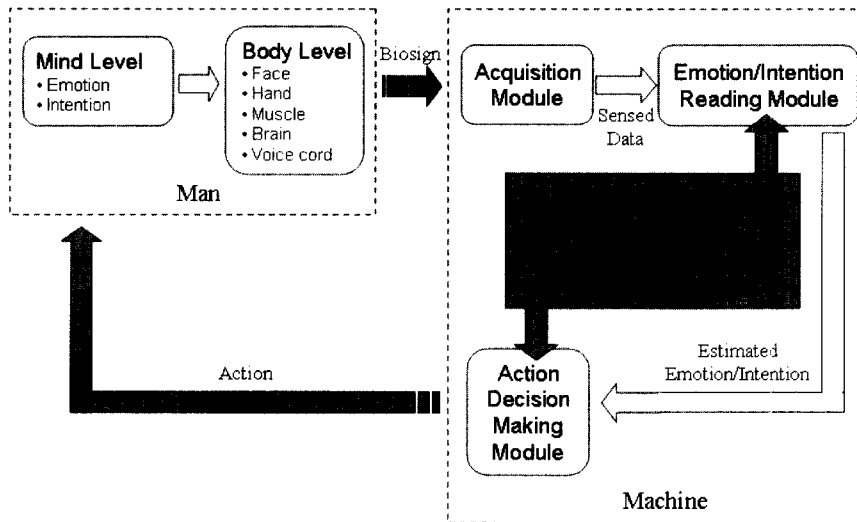 Mind Level
• Emotion
• Intention
Body Level
• Face
• Hand
• Muscle
• Brain
• Voice cord
Man
Biosign
Acquisition
Module
Sensed
Data
Emotion/Intention
Reading Module
Estimated
Emotion/Intention
Action
Decision
Making
Module
Action
Machine